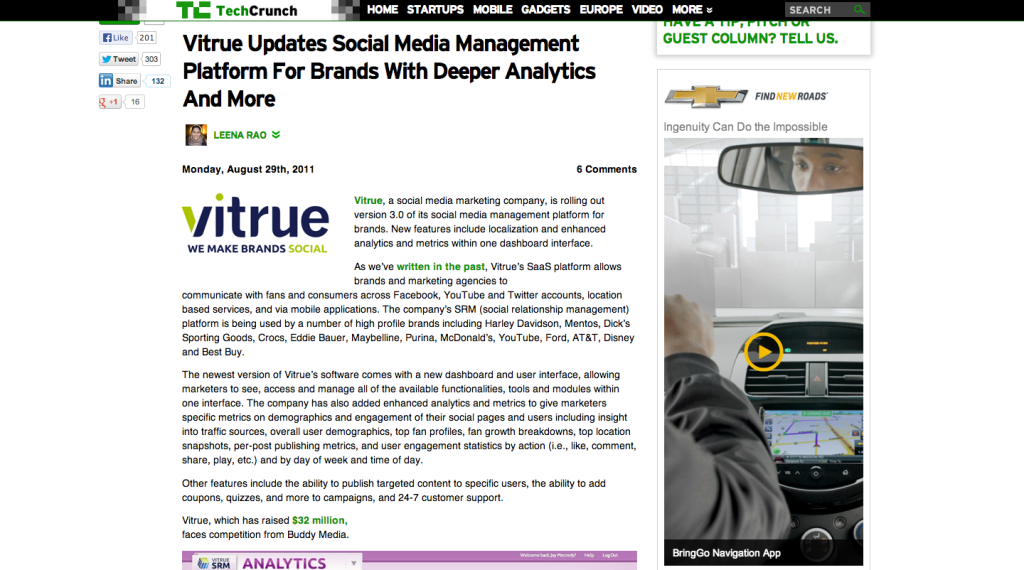 TechCrunch
HOME STARTUPS MOBILE GADGETS EUROPE VIDEO MORE
SEARCH
Like 201
Tweet 303
Share 132
+1 16
Vitrue Updates Social Media Management
Platform For Brands With Deeper Analytics
And More
LEENA RAO
Monday, August 29th, 2011
6 Comments
vitrue
WE MAKE BRANDS SOCIAL
Vitrue, a social media marketing company, is rolling out
version 3.0 of its social media management platform for
brands. New features include localization and enhanced
analytics and metrics within one dashboard interface.
As we've written in the past, Vitrue's SaaS platform allows
brands and marketing agencies to
communicate with fans and consumers across Facebook, YouTube and Twitter accounts, location
based services, and via mobile applications. The company's SRM (social relationship management)
platform is being used by a number of high profile brands including Harley Davidson, Mentos, Dick's
Sporting Goods, Crocs, Eddie Bauer, Maybelline, Purina, McDonald's, YouTube, Ford, AT&T, Disney
and Best Buy.
The newest version of Vitrue's software comes with a new dashboard and user interface, allowing
marketers to see, access and manage all of the available functionalities, tools and modules within
one interface. The company has also added enhanced analytics and metrics to give marketers
specific metrics on demographics and engagement of their social pages and users including insight
into traffic sources, overall user demographics, top fan profiles, fan growth breakdowns, top location
snapshots, per-post publishing metrics, and user engagement statistics by action (i.e., like, comment,
share, play, etc.) and by day of week and time of day.
Other features include the ability to publish targeted content to specific users, the ability to add
coupons, quizzes, and more to campaigns, and 24-7 customer support.
Vitrue, which has raised $32 million,
faces competition from Buddy Media.
VITRUE
SRM
ANALYTICS
Help
Log Out
HAVE A TIP, PITCH OR
GUEST COLUMN? TELL US.
FIND NEW ROADS
Ingenuity Can Do the Impossible
BringGo Navigation App